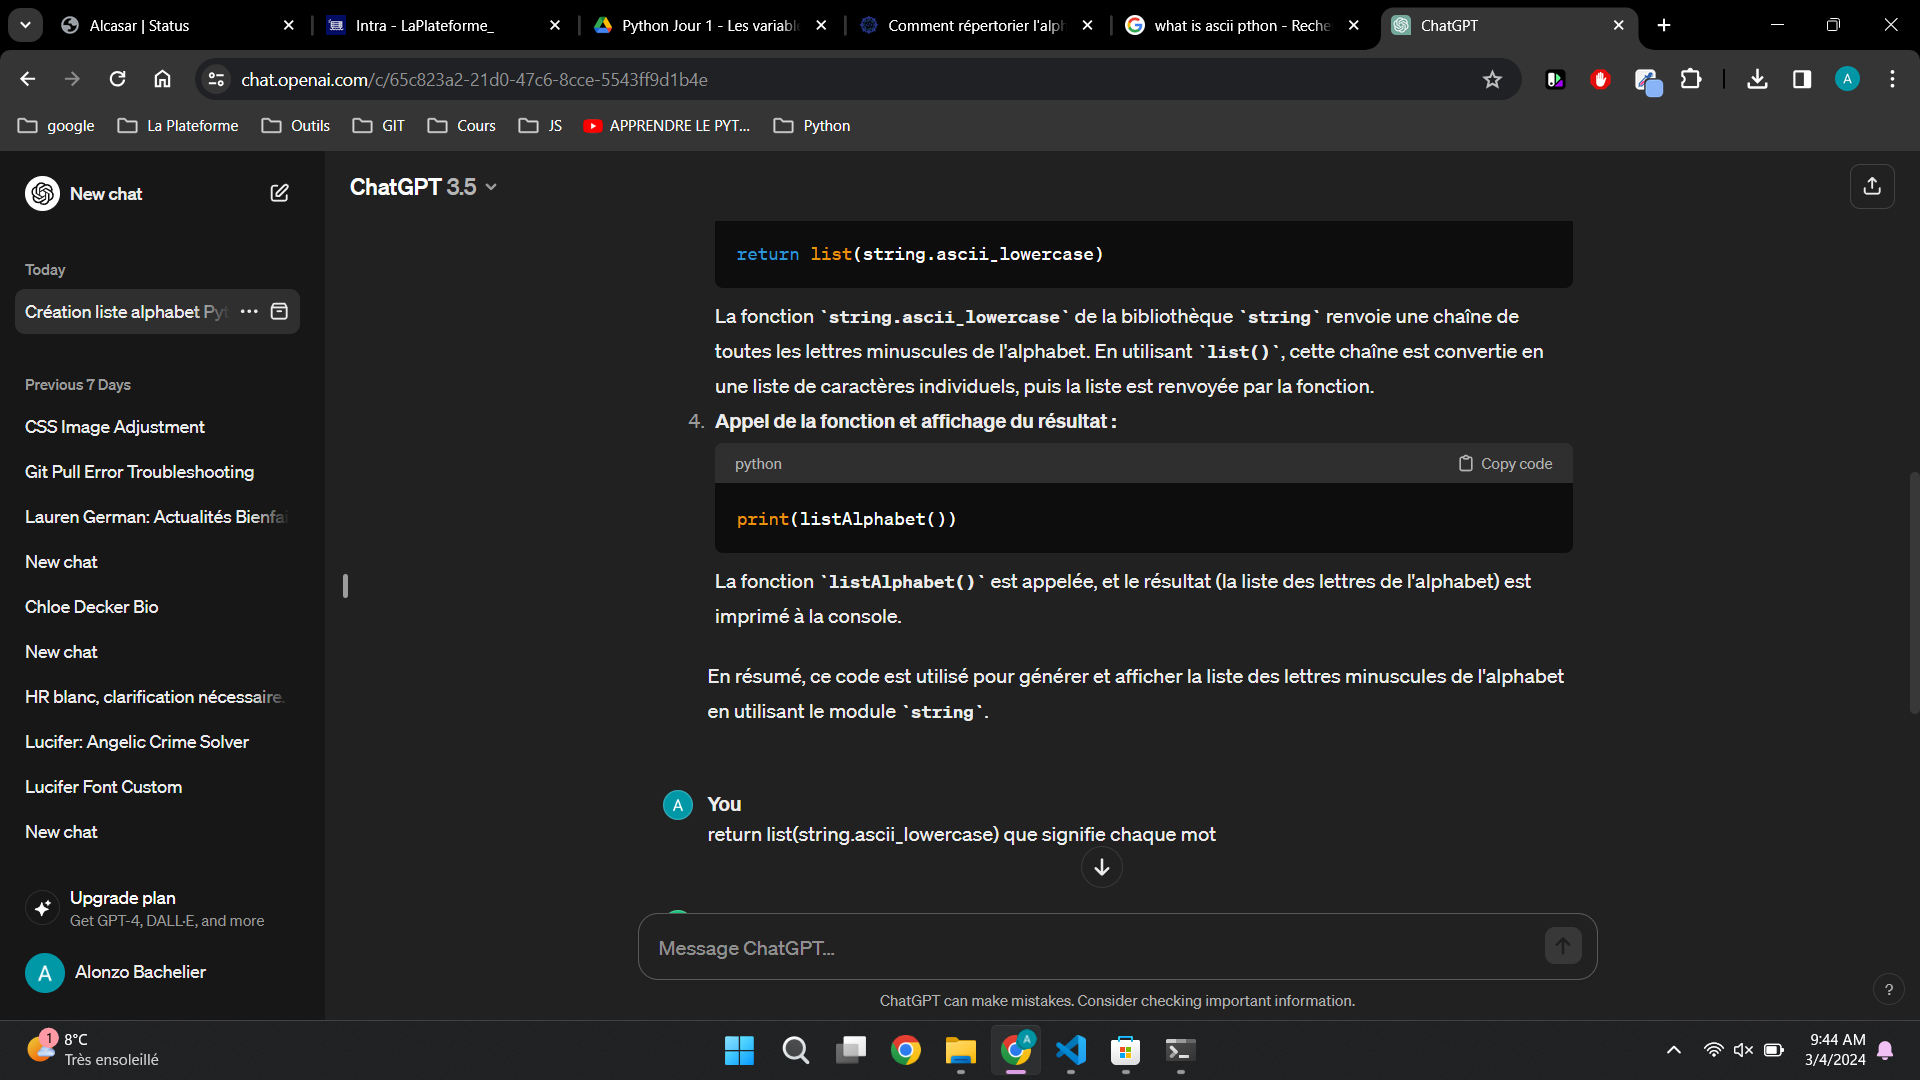 Alcasar | Status
Intra - LaPlateforme_
Python Jour 1 - Les variable
Comment répertorier l'alph
what is ascii pthon - Reche
ChatGPT
chat.openai.com/c/65c823a2-21d0-47c6-8cce-5543ff9d1b4e
A
google
La Plateforme
Outils
GIT
Cours
JS
APPRENDRE LE PYT...
Python
New chat
ChatGPT 3.5
Today
Création liste alphabet Pyt
Previous 7 Days
CSS Image Adjustment
Git Pull Error Troubleshooting
Lauren German: Actualités Bienfai
New chat
Chloe Decker Bio
New chat
HR blanc, clarification nécessaire.
Lucifer: Angelic Crime Solver
Lucifer Font Custom
New chat
Upgrade plan
Get GPT-4, DALL·E, and more
A
Alonzo Bachelier
return list(string.ascii_lowercase)
La fonction `string.ascii_lowercase` de la bibliothèque `string` renvoie une chaîne de
toutes les lettres minuscules de l'alphabet. En utilisant `list()`, cette chaîne est convertie en
une liste de caractères individuels, puis la liste est renvoyée par la fonction.
4. Appel de la fonction et affichage du résultat :
python
Copy code
print(listAlphabet())
La fonction `listAlphabet()` est appelée, et le résultat (la liste des lettres de l'alphabet) est
imprimé à la console.
En résumé, ce code est utilisé pour générer et afficher la liste des lettres minuscules de l'alphabet
en utilisant le module `string`.
A
You
return list(string.ascii_lowercase) que signifie chaque mot
Message ChatGPT...
ChatGPT can make mistakes. Consider checking important information.
?
1
8°C
Très ensoleillé
A
9:44 AM
3/4/2024